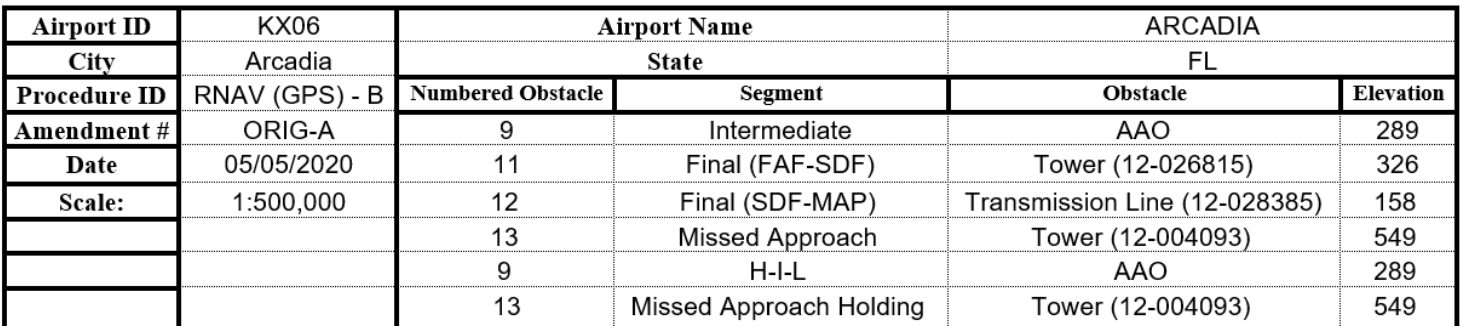 Airport ID KX06 Airport Name ARCADIA
City Arcadia State FL
Procedure ID RNAV (GPS) - B Numbered Obstacle Segment Obstacle Elevation
Amendment # ORIG-A 9 Intermediate AAO 289
Date 05/05/2020 11 Final (FAF-SDF) Tower (12-026815) 326
Scale: 1:500,000 12 Final (SDF-MAP) Transmission Line (12-028385) 158
13 Missed Approach Tower (12-004093) 549
9 H-I-L AAO 289
13 Missed Approach Holding Tower (12-004093) 549